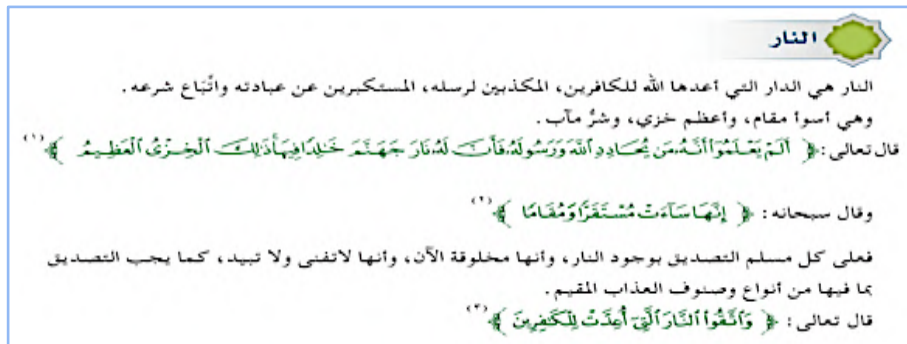 النار
النار هي الدار التي أعدها الله للكافرين، المكذبين لرسله، المستكبرين عن عبادته واتّباع شرعه.
وهي أسوأ مقام، وأعظم خزي، وشرُّ مآب.
قال تعالى: ﴿ أَلَمْ يَعْلَمُوا أَنَّهُ مَن يُحَادِدِ اللَّهَ وَرَسُولَهُ فَأَنَّ لَهُ نَارَ جَهَنَّمَ خَالِدًا فِيهَا ذَلِكَ الْخِزْيُ الْعَظِيمُ ﴾(١)
وقال سبحانه: ﴿ إِنَّهَا سَاءَتْ مُسْتَقَرًّا وَمُقَامًا ﴾(٢)
فعلى كل مسلم التصديق بوجود النار، وأنها مخلوقة الآن، وأنها لاتفنى ولا تبيد، كما يجب التصديق
بما فيها من أنواع وصنوف العذاب المقيم.
قال تعالى: ﴿ وَاتَّقُوا النَّارَ الَّتِي أُعِدَّتْ لِلْكَافِرِينَ ﴾(٣)